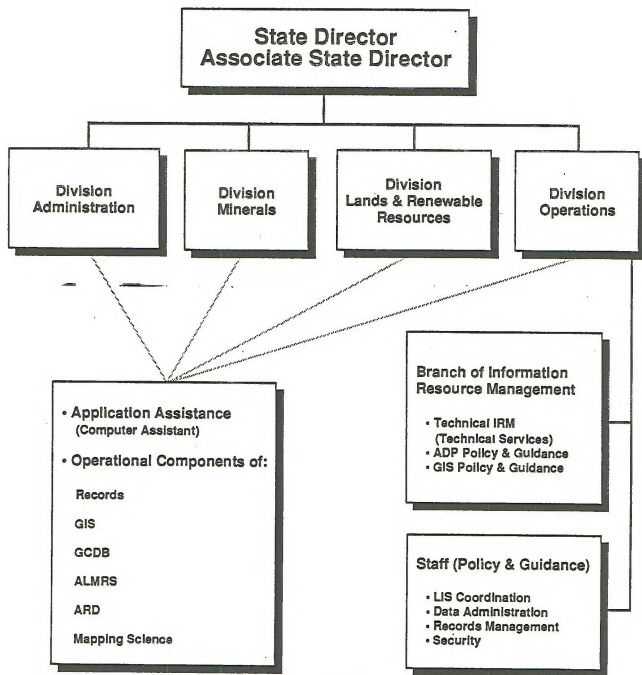 State Director
Associate State Director
Division
Administration
Division
Minerals
Division
Lands & Renewable
Resources
Division
Operations
• Application Assistance
(Computer Assistant)
• Operational Components of:
Records
GIS
GCDB
ALMRS
ARD
Mapping Science
Branch of Information
Resource Management
• Technical IRM
(Technical Services)
• ADP Policy & Guidance
• GIS Policy & Guidance
Staff (Policy & Guidance)
• LIS Coordination
• Data Administration
• Records Management
• Security